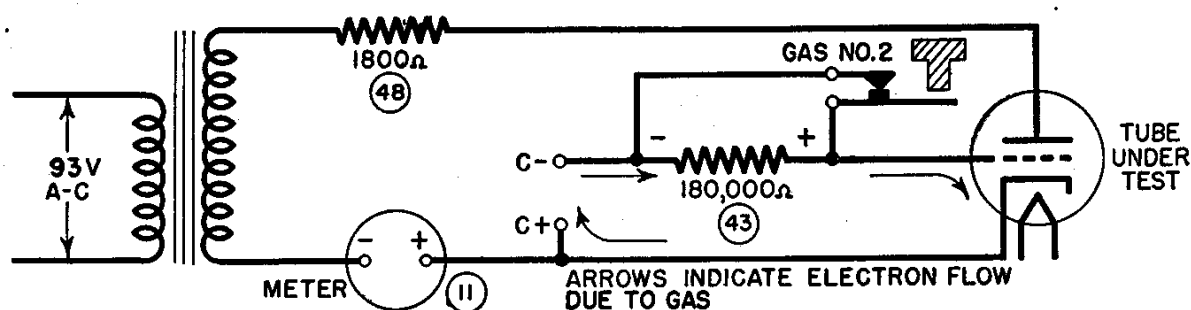 1800Ω
48
GAS NO.2
93V
A-C
- +
C-
180,000Ω
43
TUBE
UNDER
TEST
C+
- +
METER
11
ARROWS INDICATE ELECTRON FLOW
DUE TO GAS